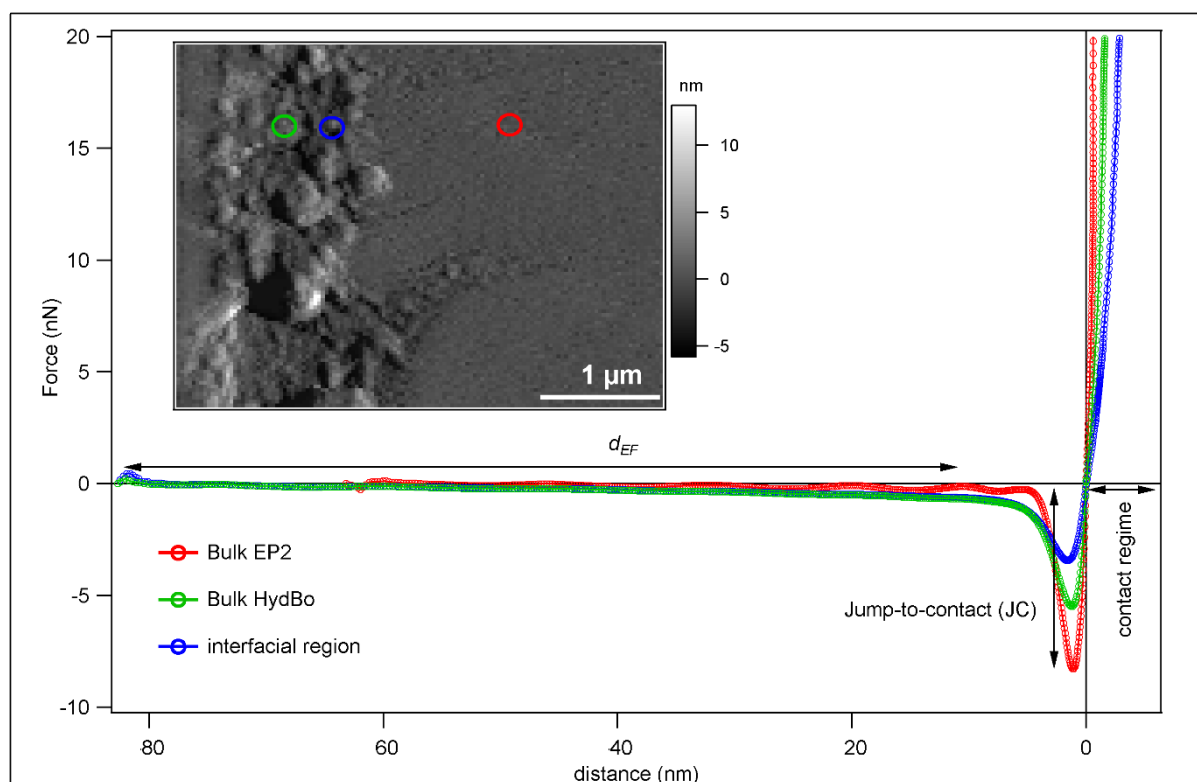 20
15
10
5
0
-5
-10
Force (nN)
nm
10
5
0
-5
1 µm
d_EF
Bulk EP2
Bulk HydBo
interfacial region
Jump-to-contact (JC)
contact regime
80
60
40
20
0
distance (nm)